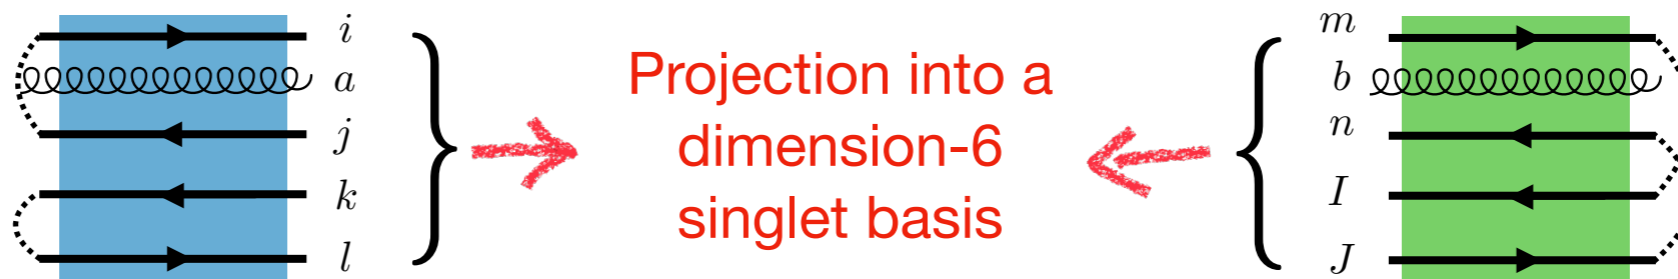 i
a
j
k
l
Projection into a
dimension-6
singlet basis
m
b
n
I
J